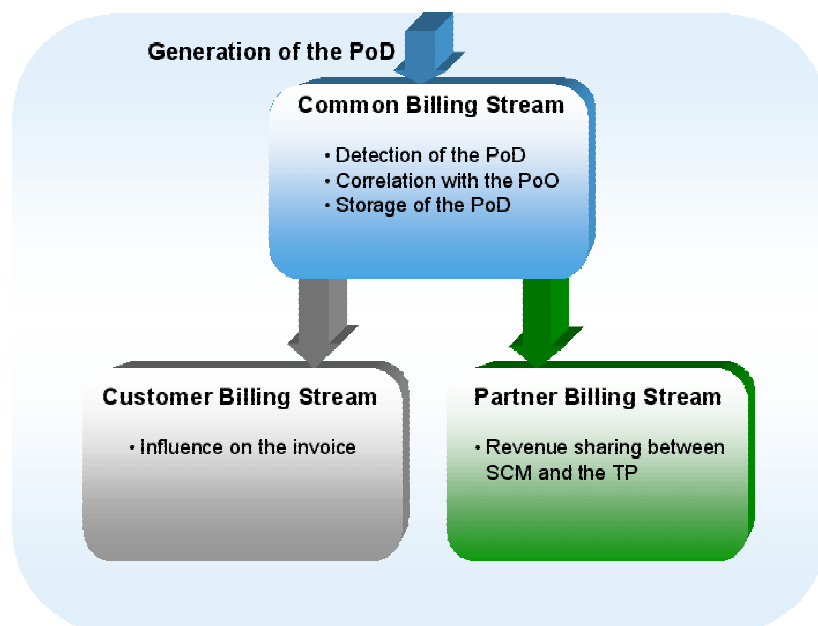 Generation of the PoD
Common Billing Stream
• Detection of the PoD
• Correlation with the PoO
• Storage of the PoD
Customer Billing Stream
• Influence on the invoice
Partner Billing Stream
• Revenue sharing between
SCM and the TP